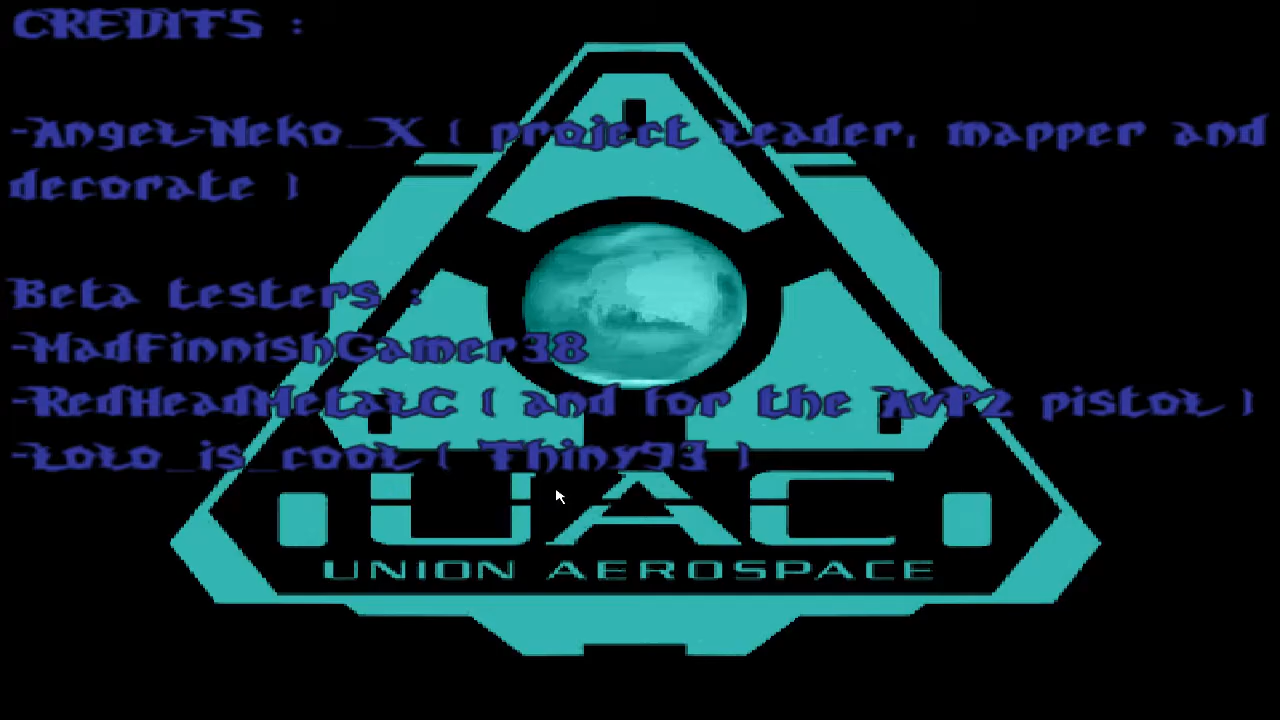 CREDITS :
-Angel-Neko_X ( project leader, mapper and
decorate )
Beta testers :
-MadFinnishGamer38
-RedHeadMetalC ( and for the AvP2 pistol )
-Lolo_is_cool ( Thiny93 )
UAC
UNION AEROSPACE